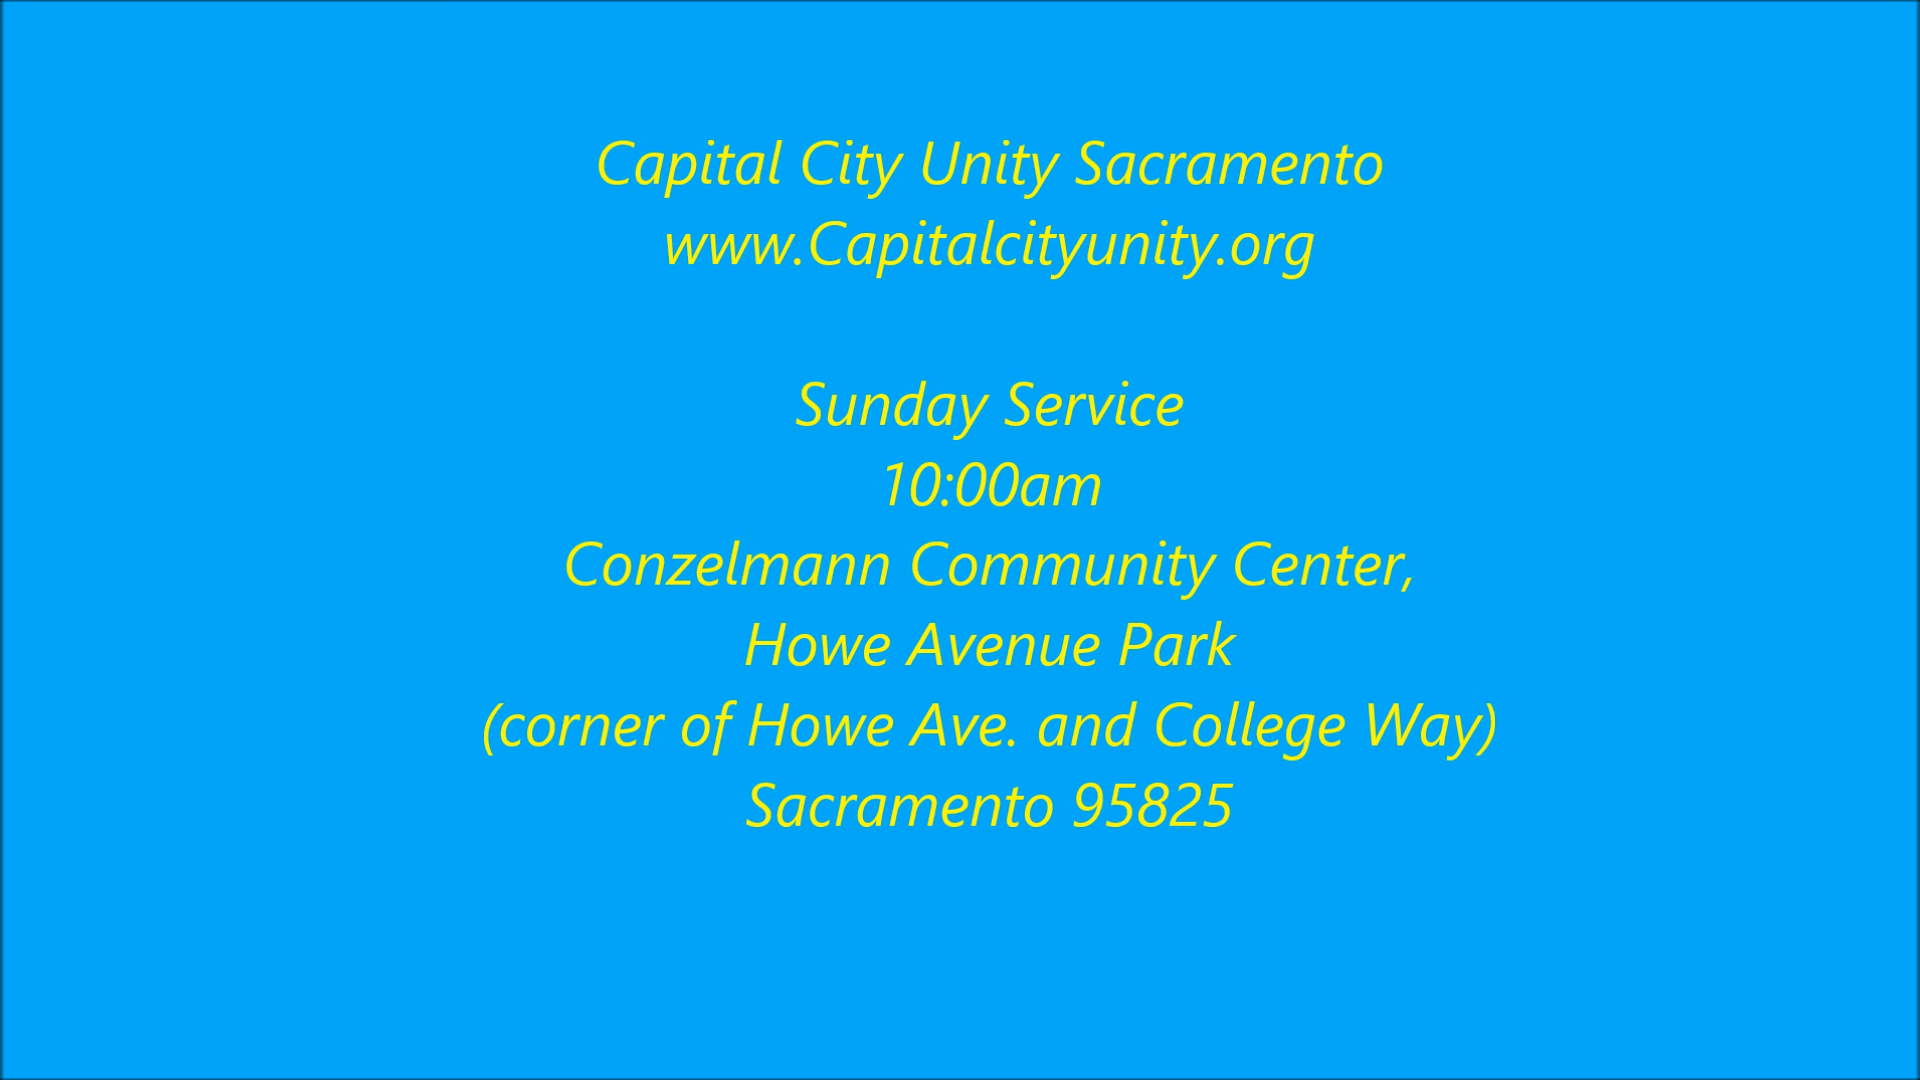 Capital City Unity Sacramento
www.Capitalcityunity.org
Sunday Service
10:00am
Conzelmann Community Center,
Howe Avenue Park
(corner of Howe Ave. and College Way)
Sacramento 95825